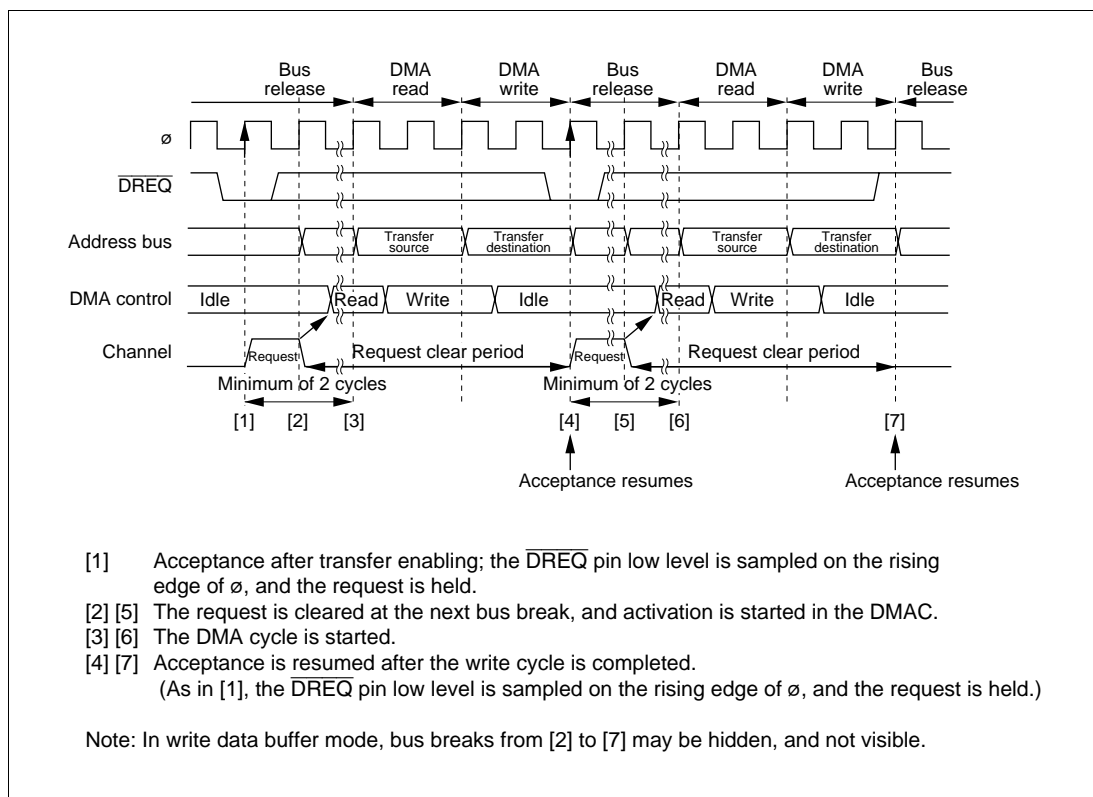 Bus release DMA read DMA write Bus release DMA read DMA write Bus release
ø
DREQ
Address bus Transfer source Transfer destination Transfer source Transfer destination
DMA control Idle Read Write Idle Read Write Idle
Channel Request Request clear period Request Request clear period
Minimum of 2 cycles Minimum of 2 cycles
[1] [2] [3] [4] [5] [6] [7]
Acceptance resumes Acceptance resumes
[1] Acceptance after transfer enabling; the DREQ pin low level is sampled on the rising
edge of ø, and the request is held.
[2] [5] The request is cleared at the next bus break, and activation is started in the DMAC.
[3] [6] The DMA cycle is started.
[4] [7] Acceptance is resumed after the write cycle is completed.
(As in [1], the DREQ pin low level is sampled on the rising edge of ø, and the request is held.)
Note: In write data buffer mode, bus breaks from [2] to [7] may be hidden, and not visible.